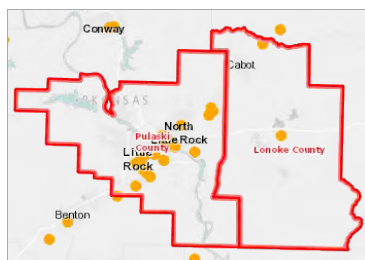 Conway
ARKANSAS
Cabot
North
Little Rock
Pulaski
County
Little
Rock
Lonoke County
Benton